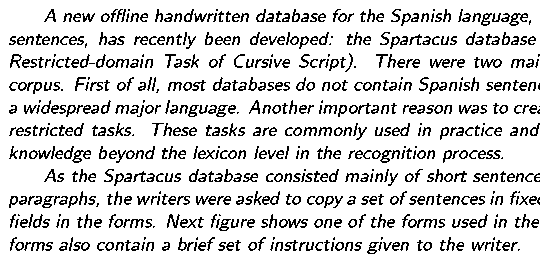 A new offline handwritten database for the Spanish language,
sentences, has recently been developed: the Spartacus database
Restricted-domain Task of Cursive Script). There were two mai
corpus. First of all, most databases do not contain Spanish senten
a widespread major language. Another important reason was to crea
restricted tasks. These tasks are commonly used in practice and
knowledge beyond the lexicon level in the recognition process.
As the Spartacus database consisted mainly of short sentence
paragraphs, the writers were asked to copy a set of sentences in fixed
fields in the forms. Next figure shows one of the forms used in the
forms also contain a brief set of instructions given to the writer.